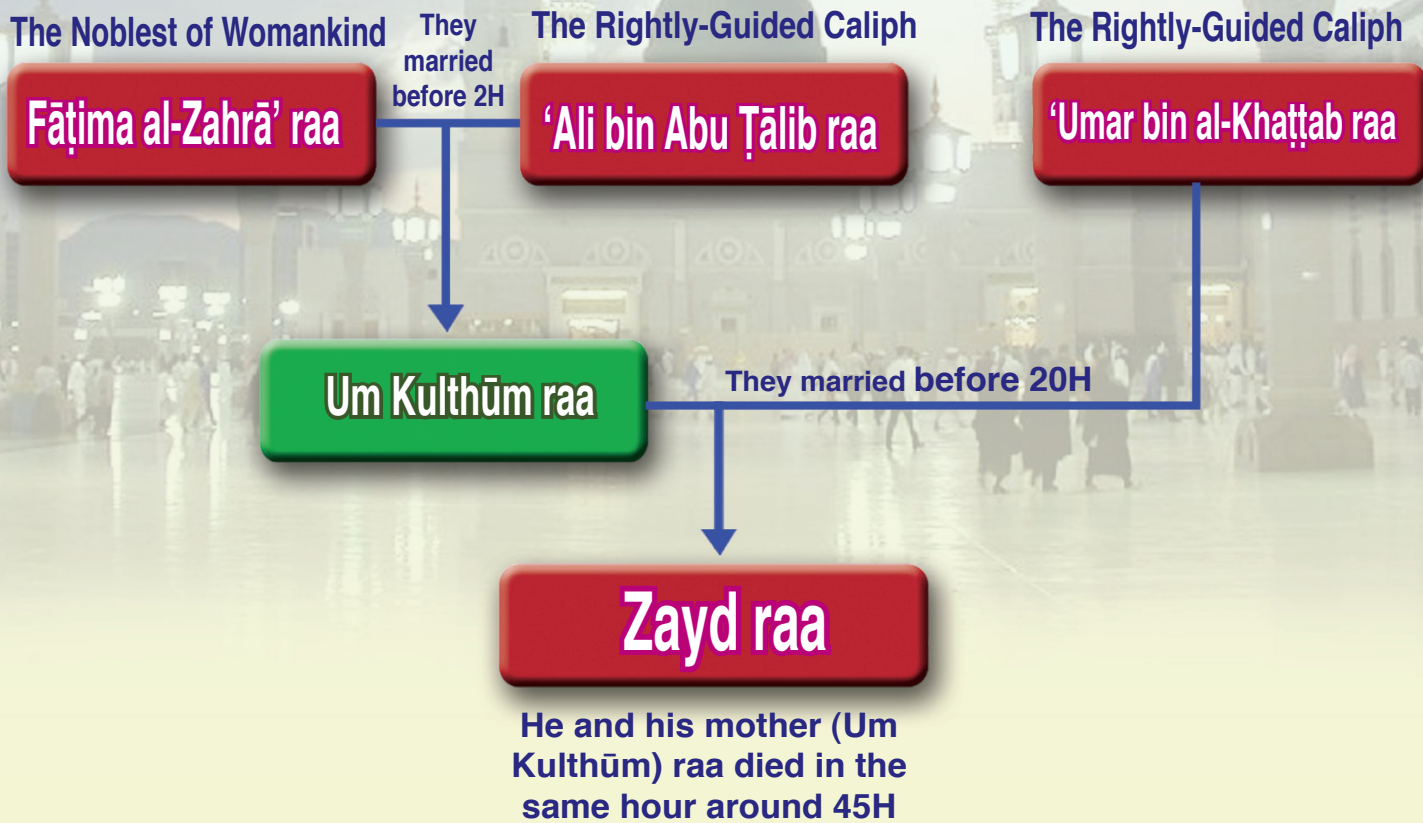 The Noblest of Womankind
They
married
before 2H
The Rightly-Guided Caliph
The Rightly-Guided Caliph
Fāṭima al-Zahrā’ raa
‘Ali bin Abu Ṭālib raa
‘Umar bin al-Khaṭṭab raa
Um Kulthūm raa
They married before 20H
Zayd raa
He and his mother (Um
Kulthūm) raa died in the
same hour around 45H